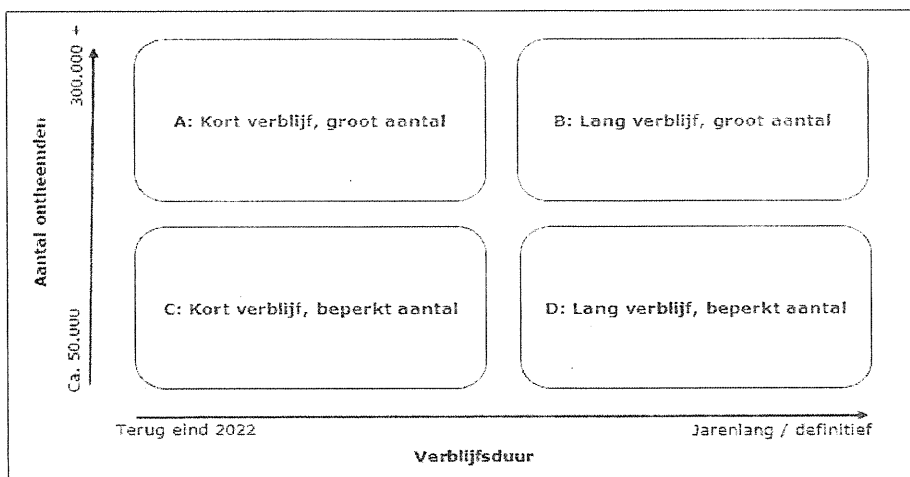 300.000 +
Aantal ontheemden
Ca. 50.000
A: Kort verblijf, groot aantal
B: Lang verblijf, groot aantal
C: Kort verblijf, beperkt aantal
D: Lang verblijf, beperkt aantal
Terug eind 2022
Jarenlang / definitief
Verblijfsduur